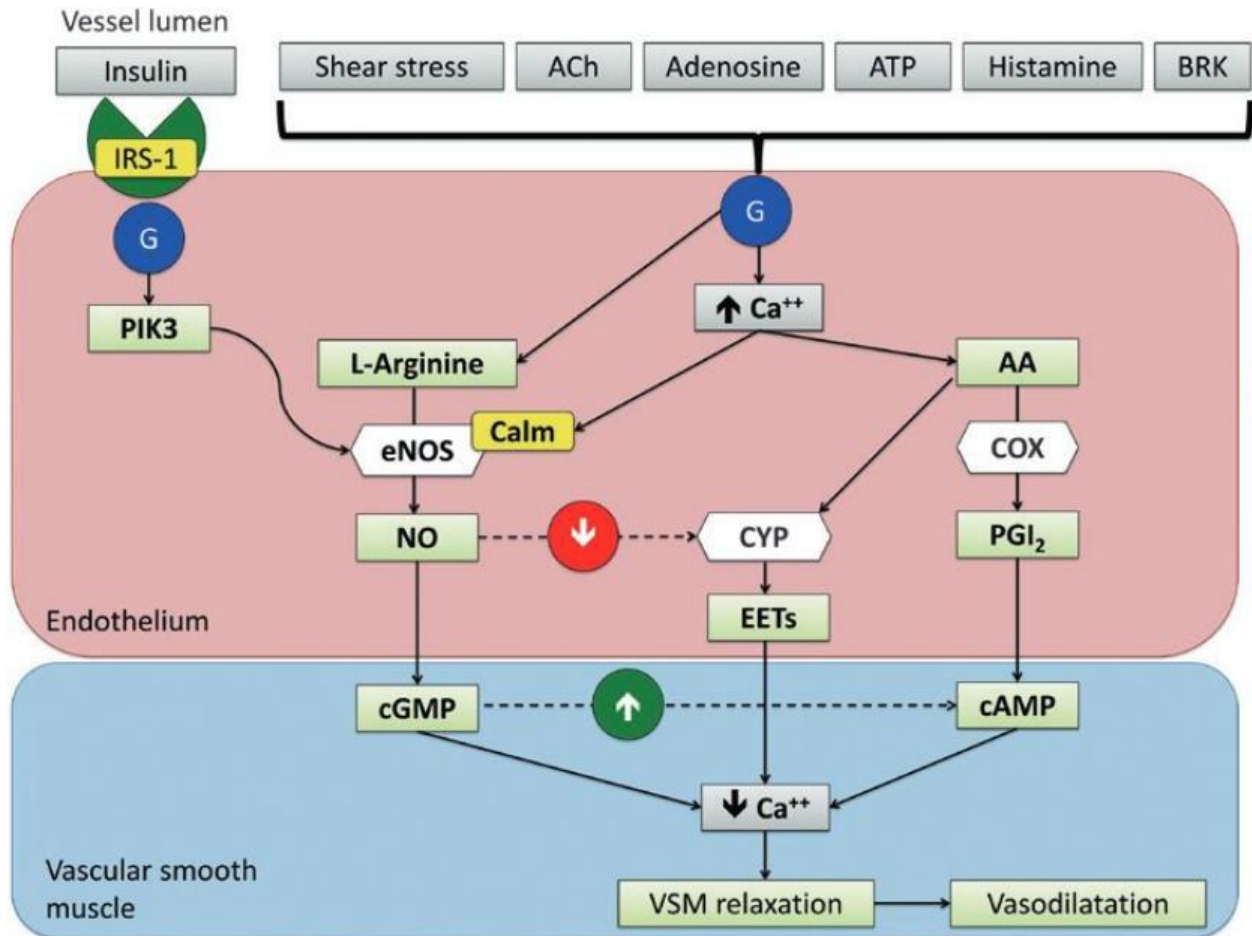 Vessel lumen
Insulin
Shear stress
ACh
Adenosine
ATP
Histamine
BRK
IRS-1
G
G
PIK3
↑ Ca⁺⁺
L-Arginine
AA
Calm
eNOS
COX
NO
↓
CYP
PGI₂
EETs
Endothelium
cGMP
↑
cAMP
↓ Ca⁺⁺
Vascular smooth
muscle
VSM relaxation
Vasodilatation